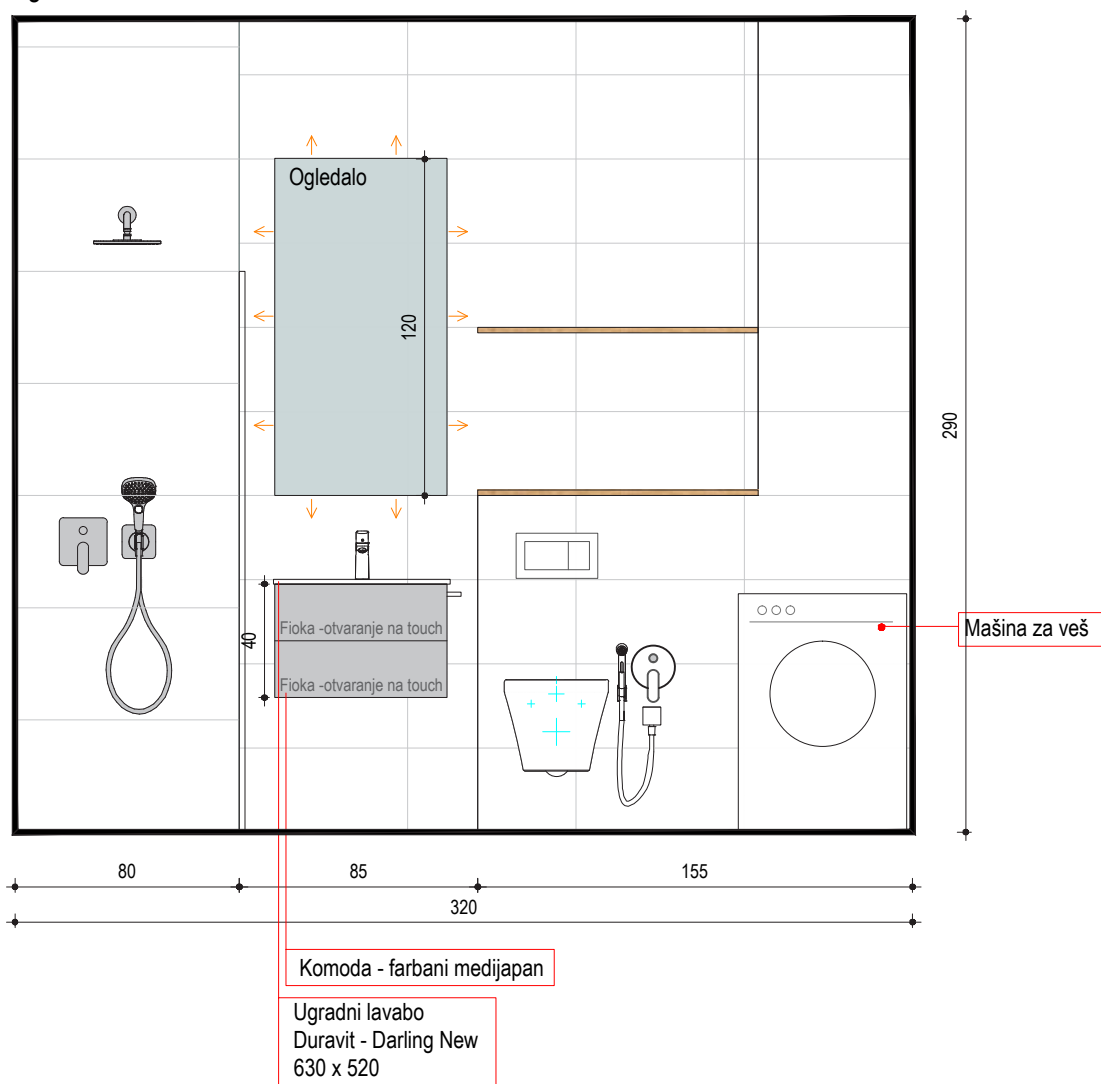 Ogledalo
120
290
40
Fioka -otvaranje na touch
Fioka -otvaranje na touch
Mašina za veš
80
85
155
320
Komoda - farbani medijapan
Ugradni lavabo
Duravit - Darling New
630 x 520